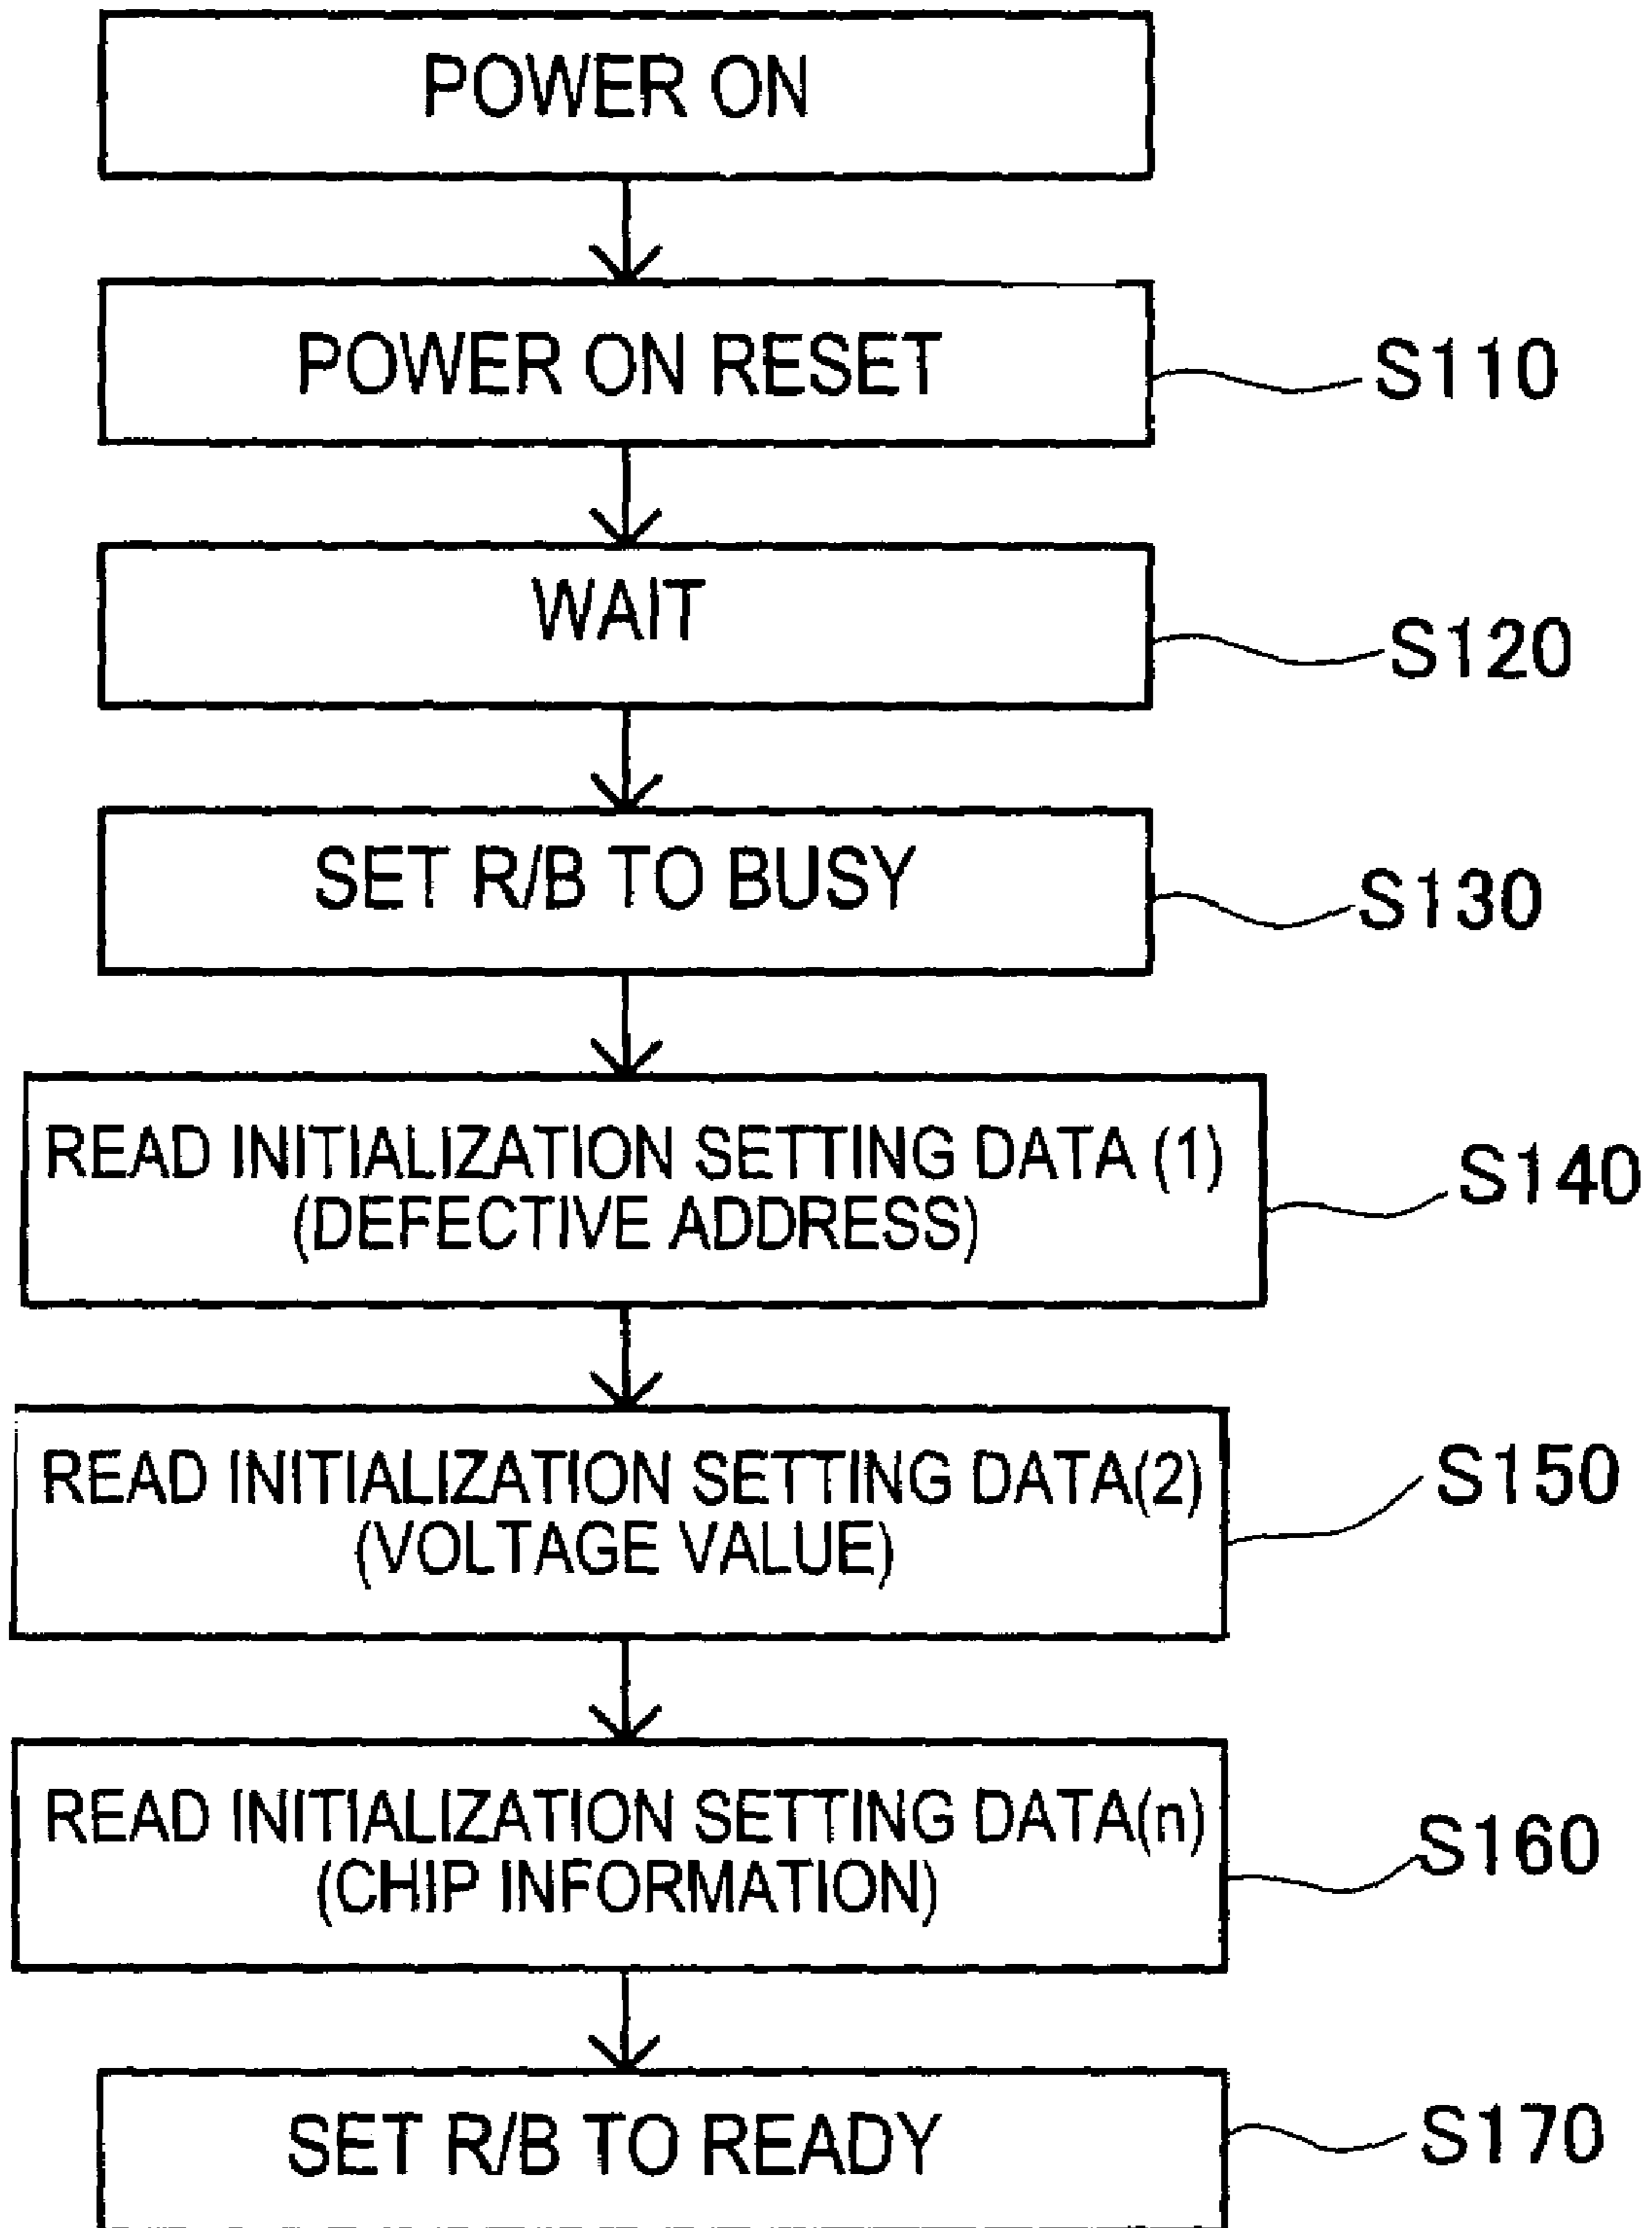 POWER ON
POWER ON RESET
S110
WAIT
S120
SET R/B TO BUSY
S130
READ INITIALIZATION SETTING DATA (1)
(DEFECTIVE ADDRESS)
S140
READ INITIALIZATION SETTING DATA(2)
(VOLTAGE VALUE)
S150
READ INITIALIZATION SETTING DATA(n)
(CHIP INFORMATION)
S160
SET R/B TO READY
S170